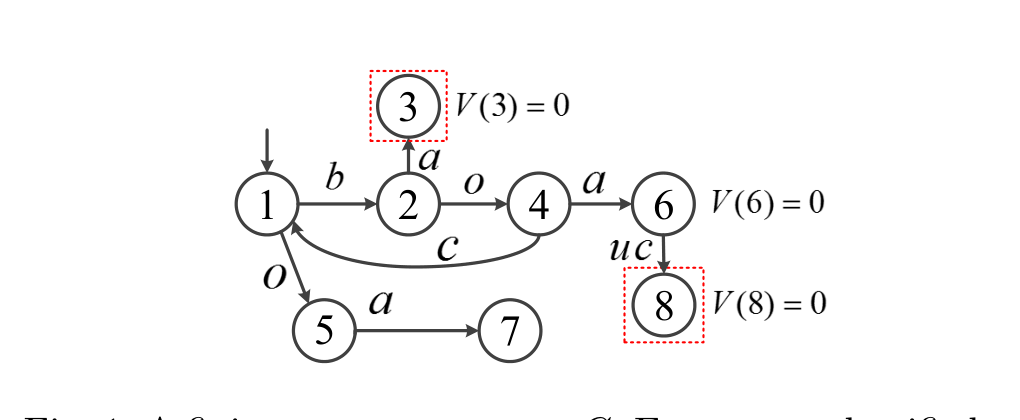 3 V(3) = 0
a
b o a
1 2 4 6 V(6) = 0
c uc
o
8 V(8) = 0
a
5 7